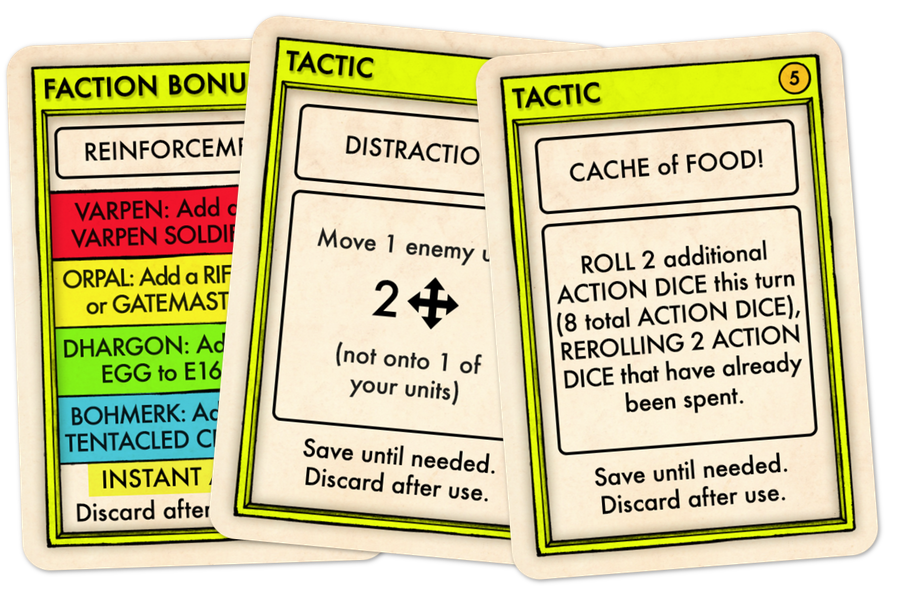 FACTION BONU
REINFORCEME
VARPEN: Add a
VARPEN SOLDIE
ORPAL: Add a RIF
or GATEMAST
DHARGON: Ad
EGG to E16
BOHMERK: Ad
TENTACLED C
INSTANT
Discard after
TACTIC
DISTRACTIO
Move 1 enemy u
2
(not onto 1 of
your units)
Save until needed.
Discard after use.
TACTIC
5
CACHE of FOOD!
ROLL 2 additional
ACTION DICE this turn
(8 total ACTION DICE),
REROLLING 2 ACTION
DICE that have already
been spent.
Save until needed.
Discard after use.